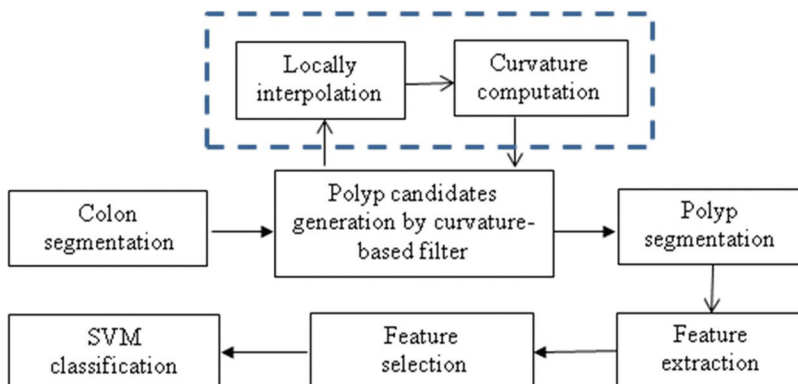 Locally
interpolation
Curvature
computation
Colon
segmentation
Polyp candidates
generation by curvature-
based filter
Polyp
segmentation
SVM
classification
Feature
selection
Feature
extraction